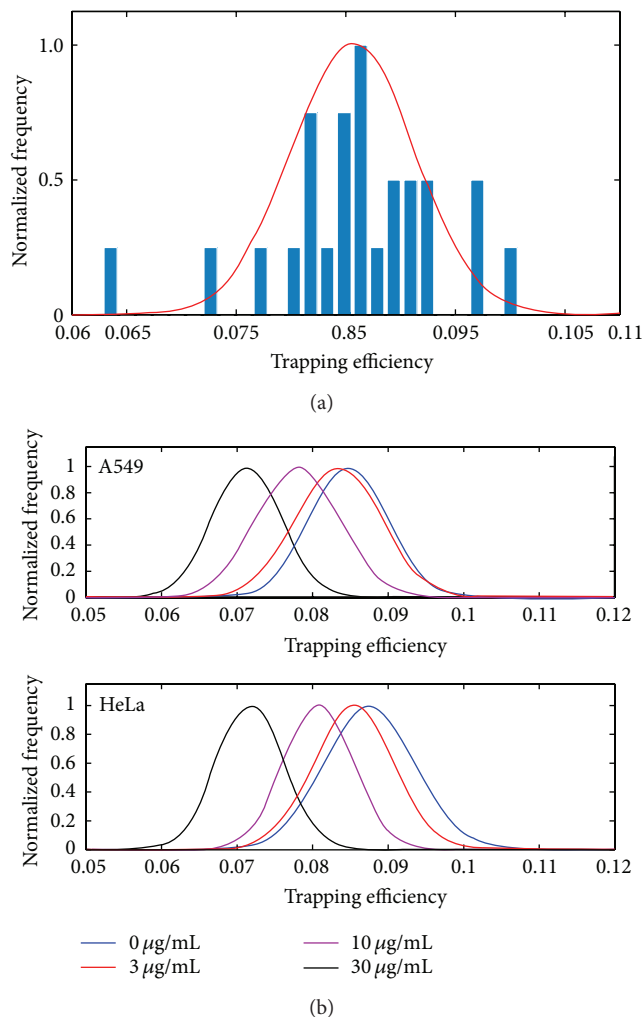 1.0
0.5
0
Normalized frequency
0.06 0.065 0.075 0.85 0.095 0.105 0.11
Trapping efficiency
(a)
A549
1
0.8
0.6
0.4
0.2
0
Normalized frequency
0.05 0.06 0.07 0.08 0.09 0.1 0.11 0.12
Trapping efficiency
HeLa
1
0.8
0.6
0.4
0.2
0
Normalized frequency
0.05 0.06 0.07 0.08 0.09 0.1 0.11 0.12
Trapping efficiency
0 μg/mL 10 μg/mL
3 μg/mL 30 μg/mL
(b)